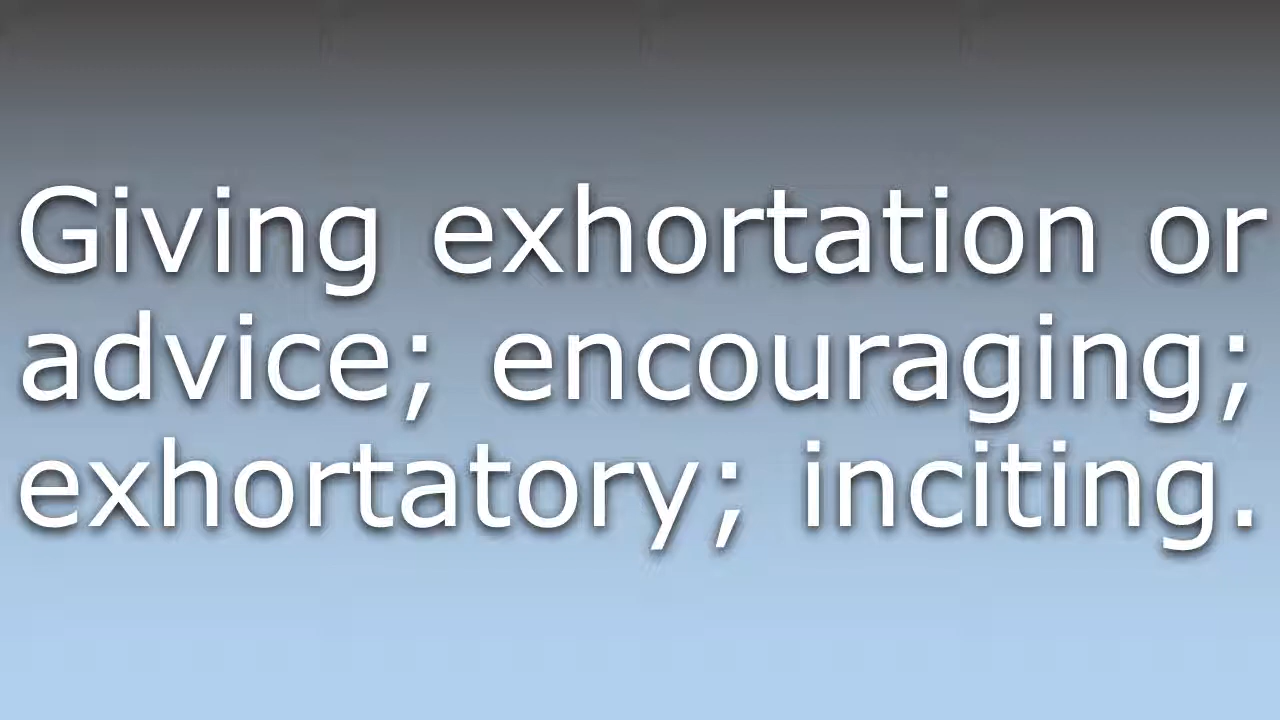 Giving exhortation or
advice; encouraging;
exhortatory; inciting.